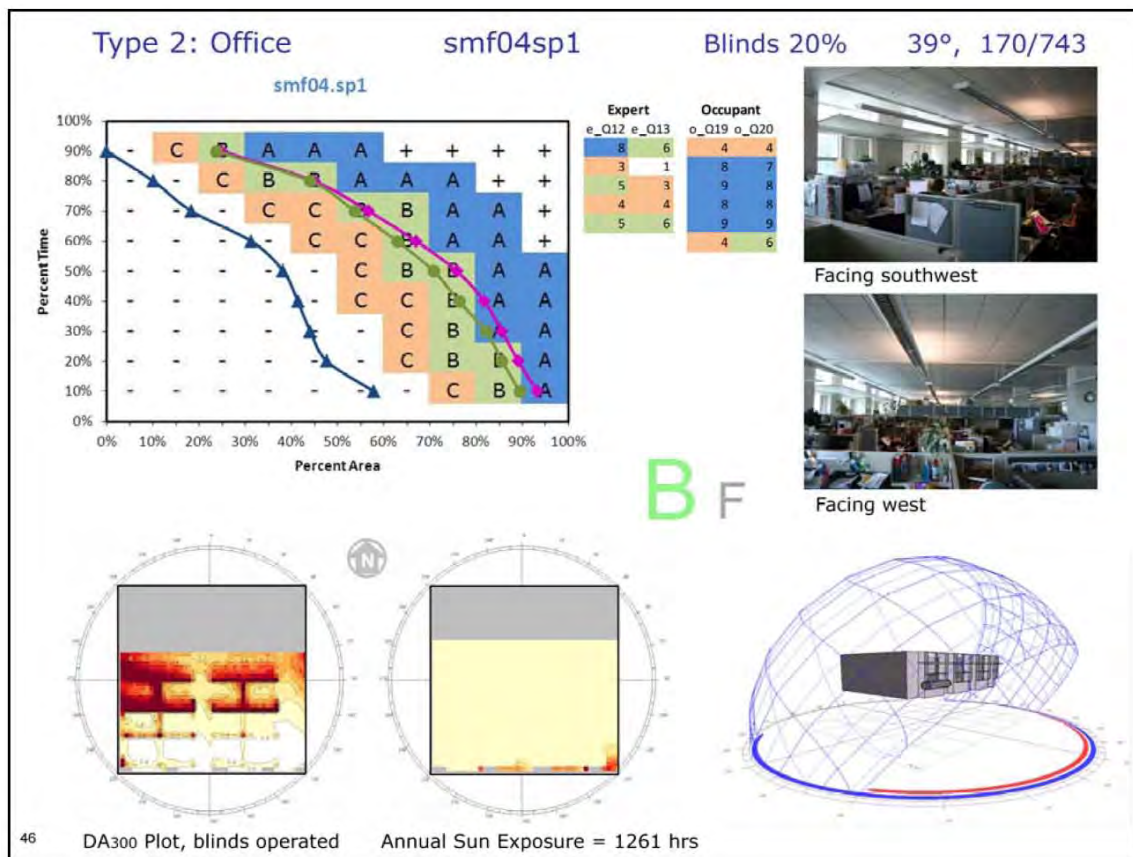 Type 2: Office smf04sp1 Blinds 20% 39°, 170/743
smf04.sp1
Percent Time
100%
90% - C B A A A + + + +
80% - - C B B A A A + +
70% - - - C C B B A A +
60% - - - - C C B A A +
50% - - - - - C B B A A
40% - - - - - C C B A A
30% - - - - - - C B A A
20% - - - - - - C B B A
10% - - - - - - - C B A
0%
0% 10% 20% 30% 40% 50% 60% 70% 80% 90% 100%
Percent Area
Expert Occupant
e_Q12 e_Q13 o_Q19 o_Q20
8 6 4 4
3 1 8 7
5 3 9 8
4 4 8 8
5 6 9 9
4 6
Facing southwest
Facing west
B F
N
46 DA300 Plot, blinds operated Annual Sun Exposure = 1261 hrs